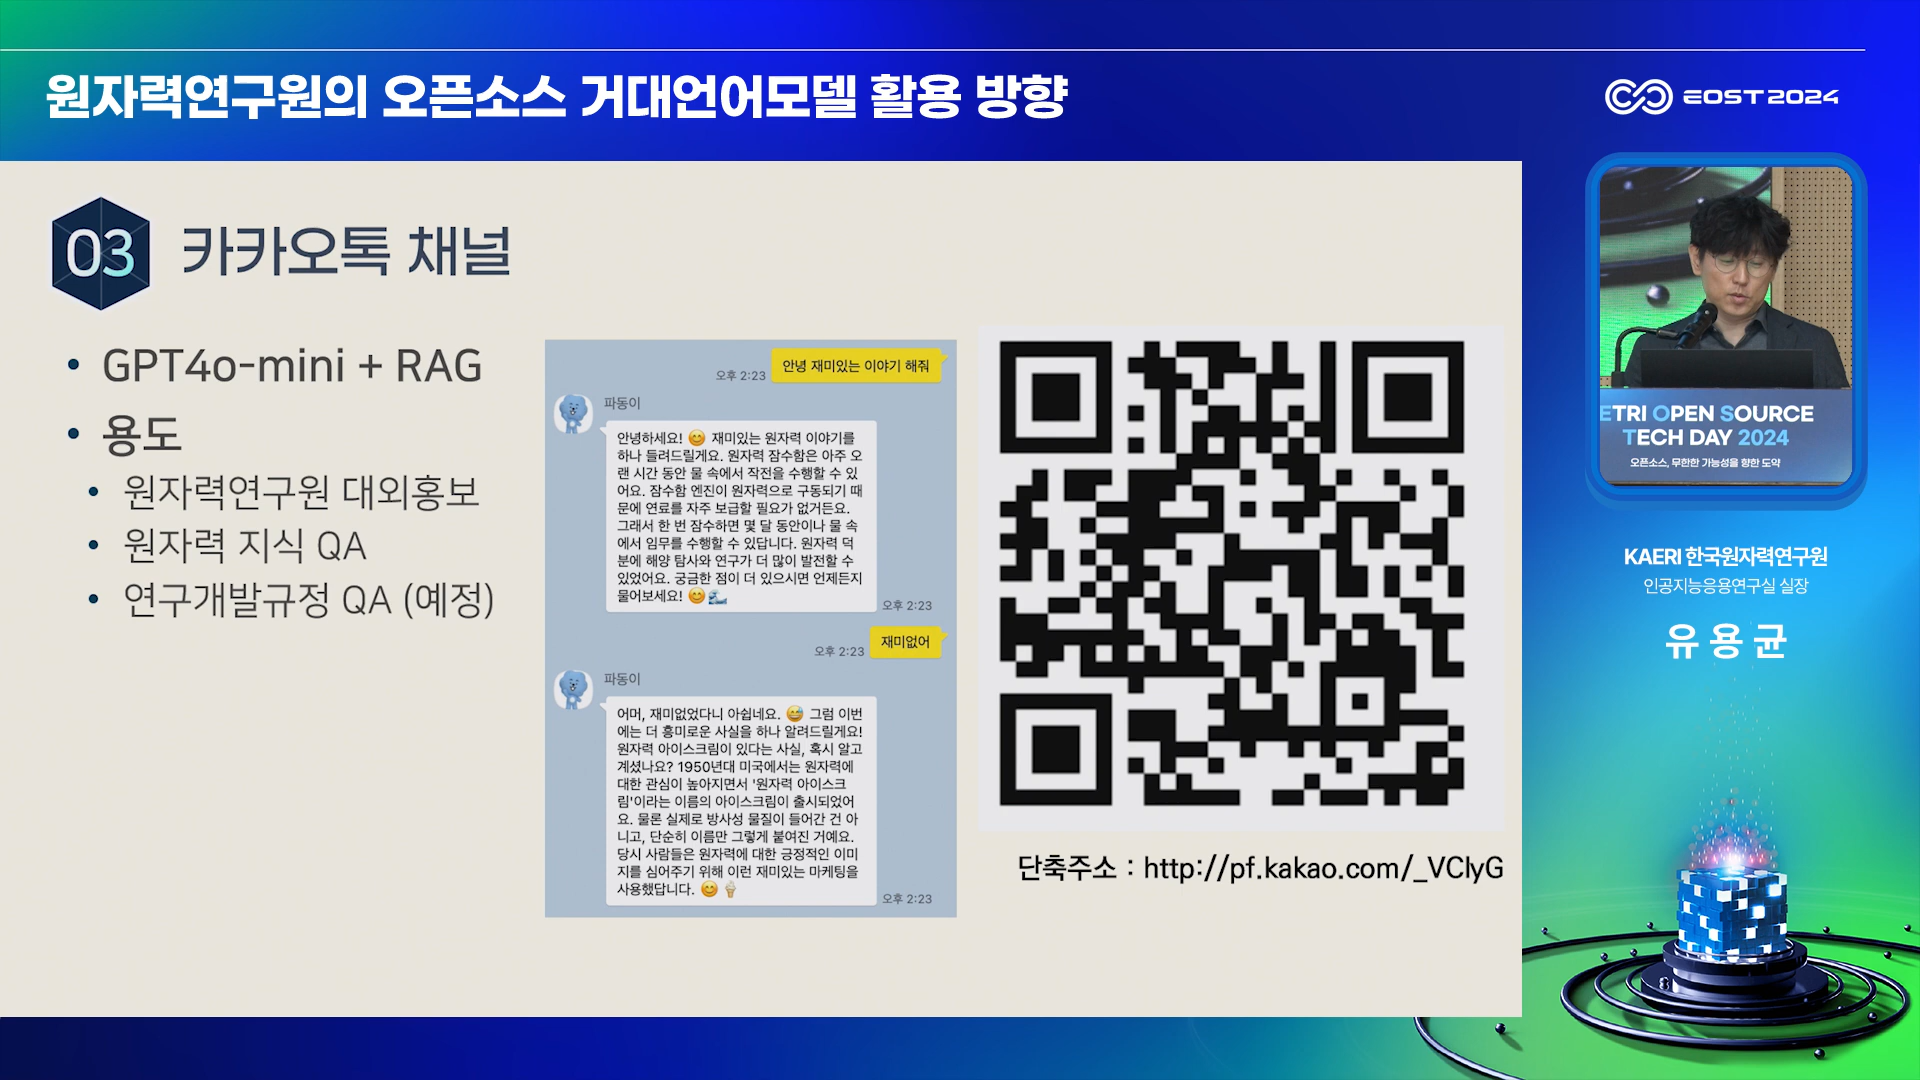 원자력연구원의 오픈소스 거대언어모델 활용 방향
EOST 2024
03
카카오톡 채널
• GPT4o-mini + RAG
• 용도
• 원자력연구원 대외홍보
• 원자력 지식 QA
• 연구개발규정 QA (예정)
안녕 재미있는 이야기 해줘
오후 2:23
파동이
안녕하세요! 😊 재미있는 원자력 이야기를
하나 들려드릴게요. 원자력 잠수함은 아주 오
랜 시간 동안 물 속에서 작전을 수행할 수 있
어요. 잠수함 엔진이 원자력으로 구동되기 때
문에 연료를 자주 보급할 필요가 없거든요.
그래서 한 번 잠수하면 몇 달 동안이나 물 속
에서 임무를 수행할 수 있답니다. 원자력 덕
분에 해양 탐사와 연구가 더 많이 발전할 수
있었어요. 궁금한 점이 더 있으시면 언제든지
물어보세요! 😊🌊
오후 2:23
재미없어
오후 2:23
파동이
어머, 재미없었다니 아쉽네요. 😅 그럼 이번
에는 더 흥미로운 사실을 하나 알려드릴게요!
원자력 아이스크림이 있다는 사실, 혹시 알고
계셨나요? 1950년대 미국에서는 원자력에
대한 관심이 높아지면서 '원자력 아이스크
림'이라는 이름의 아이스크림이 출시되었어
요. 물론 실제로 방사성 물질이 들어간 건 아
니고, 단순히 이름만 그렇게 붙여진 거예요.
당시 사람들은 원자력에 대한 긍정적인 이미
지를 심어주기 위해 이런 재미있는 마케팅을
사용했답니다. 😊🍦
오후 2:23
단축주소 : http://pf.kakao.com/_VClyG
ETRI OPEN SOURCE
TECH DAY 2024
오픈소스, 무한한 가능성을 향한 도약
KAERI 한국원자력연구원
인공지능응용연구실 실장
유용균